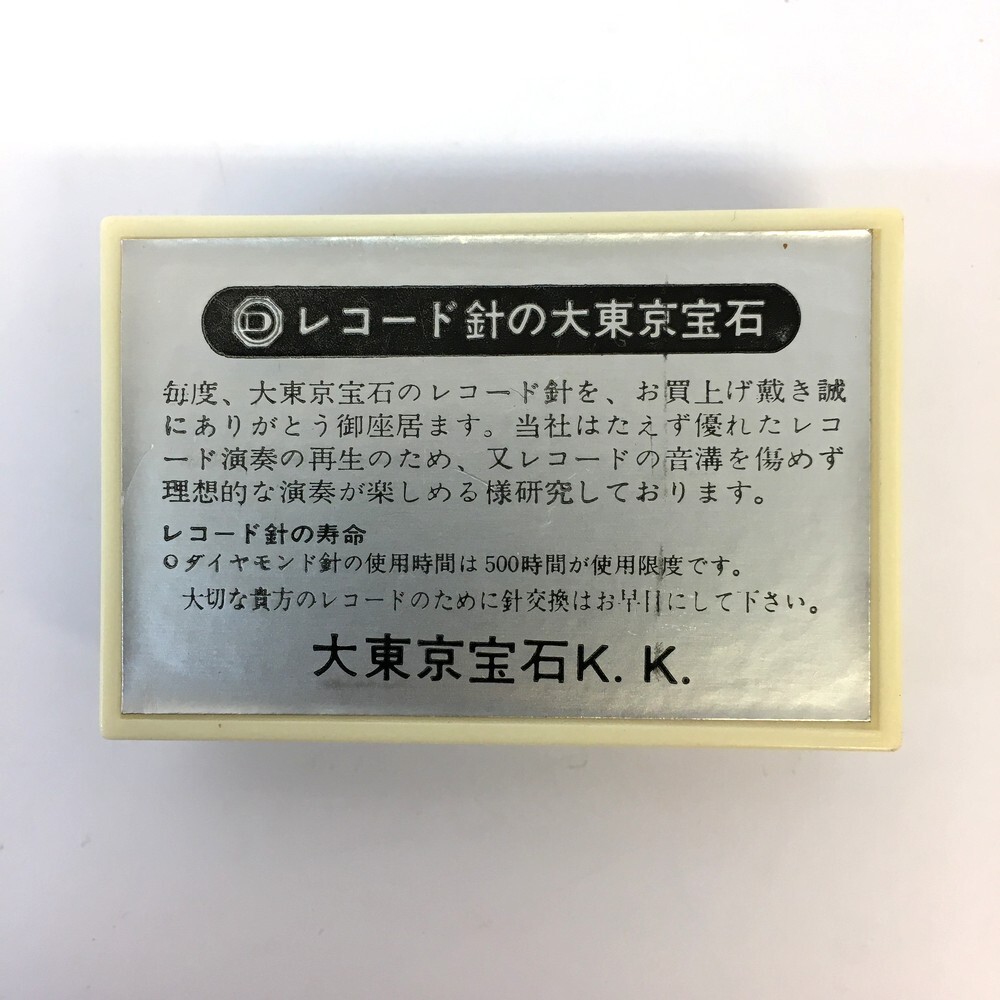 D レコード針の大東京宝石
毎度、大東京宝石のレコード針を、お買上げ戴き誠
にありがとう御座居ます。当社はたえず優れたレコ
ード演奏の再生のため、又レコードの音溝を傷めず
理想的な演奏が楽しめる様研究しております。
レコード針の寿命
○ダイヤモンド針の使用時間は500時間が使用限度です。
大切な貴方のレコードのために針交換はお早目にして下さい。
大東京宝石K. K.